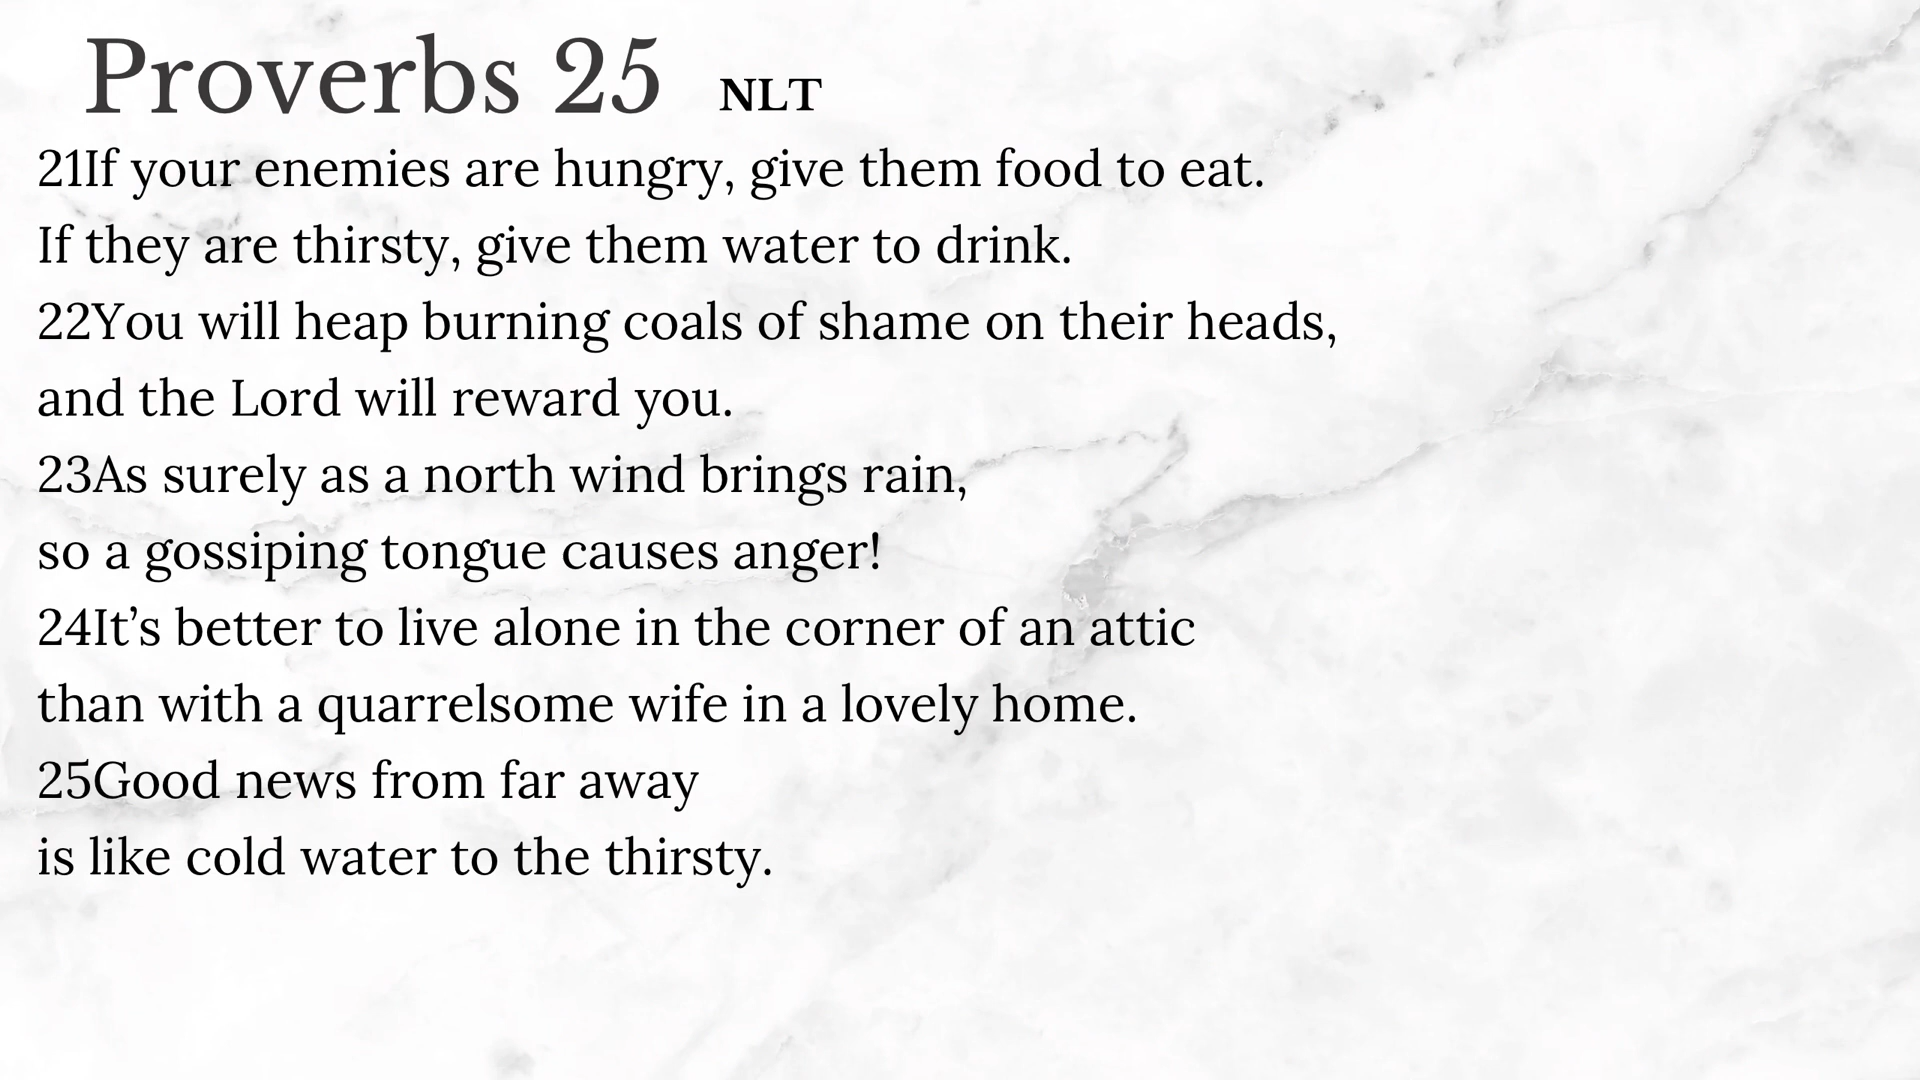 Proverbs 25 NLT
21If your enemies are hungry, give them food to eat.
If they are thirsty, give them water to drink.
22You will heap burning coals of shame on their heads,
and the Lord will reward you.
23As surely as a north wind brings rain,
so a gossiping tongue causes anger!
24It’s better to live alone in the corner of an attic
than with a quarrelsome wife in a lovely home.
25Good news from far away
is like cold water to the thirsty.